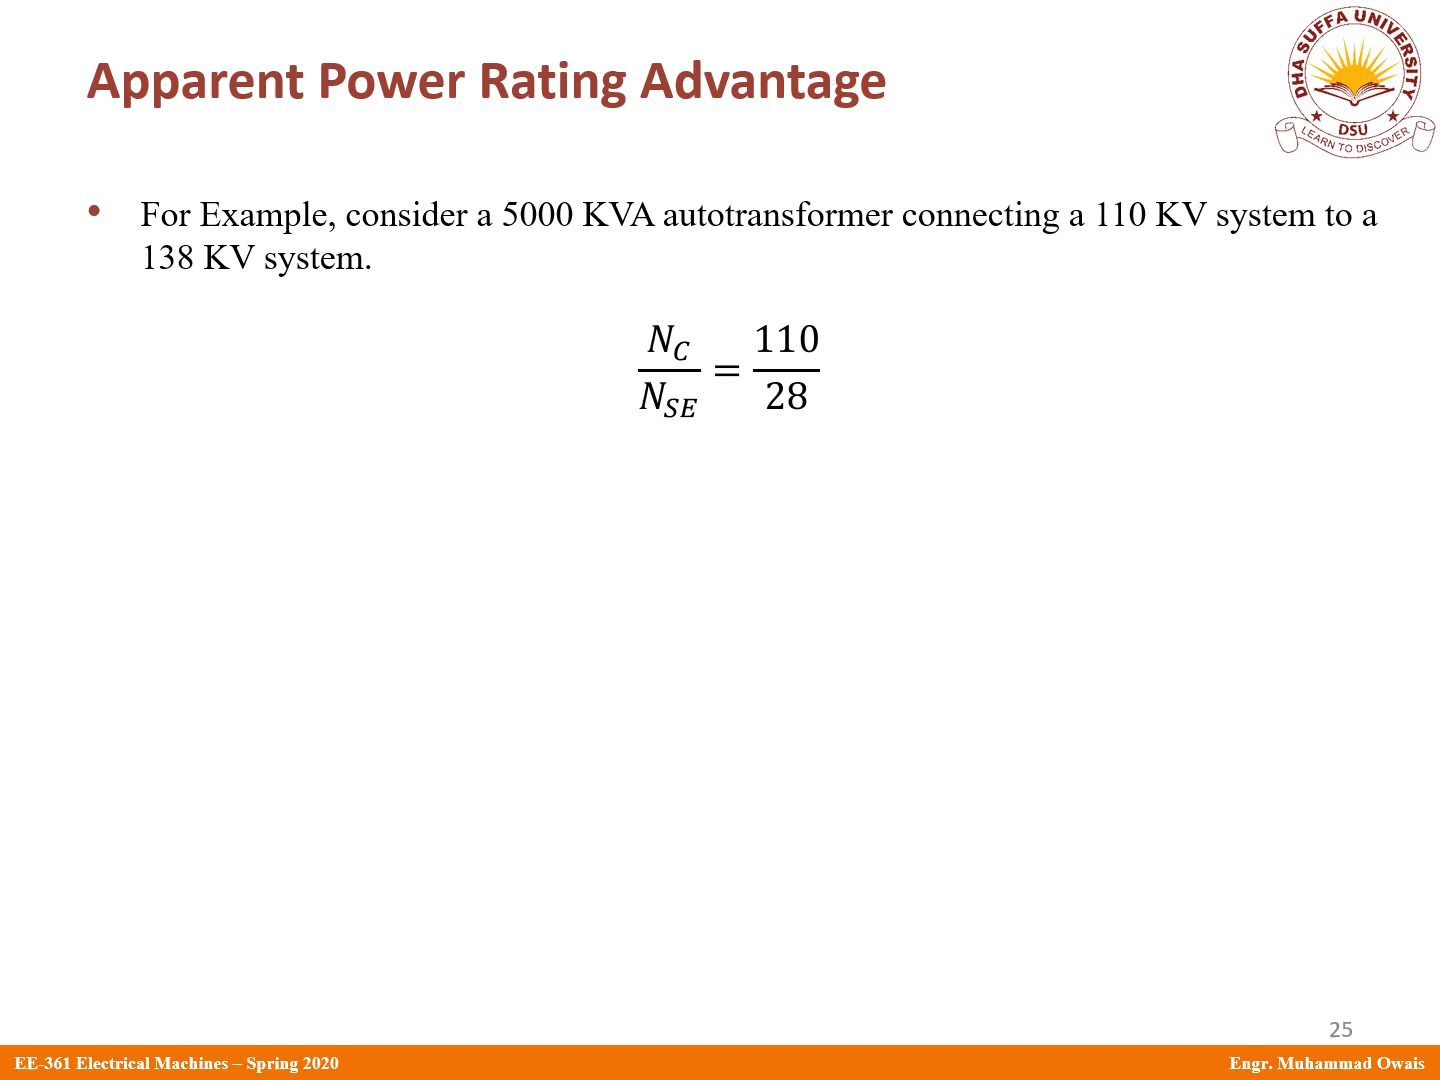 DHA SUFFA UNIVERSITY
DSU
LEARN TO DISCOVER
Apparent Power Rating Advantage
• For Example, consider a 5000 KVA autotransformer connecting a 110 KV system to a
138 KV system.
N_C / N_SE = 110 / 28
25
EE-361 Electrical Machines – Spring 2020
Engr. Muhammad Owais